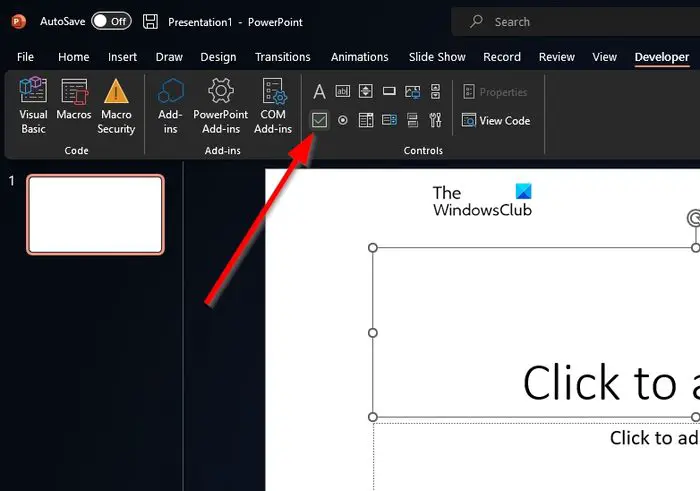 AutoSave Off Presentation1 - PowerPoint Search
File Home Insert Draw Design Transitions Animations Slide Show Record Review View Developer
A ab| Properties
Visual Basic Macros Macro Security Add-ins PowerPoint Add-ins COM Add-ins View Code
Code Add-ins Controls
1
The
WindowsClub
Click to a
Click to ad